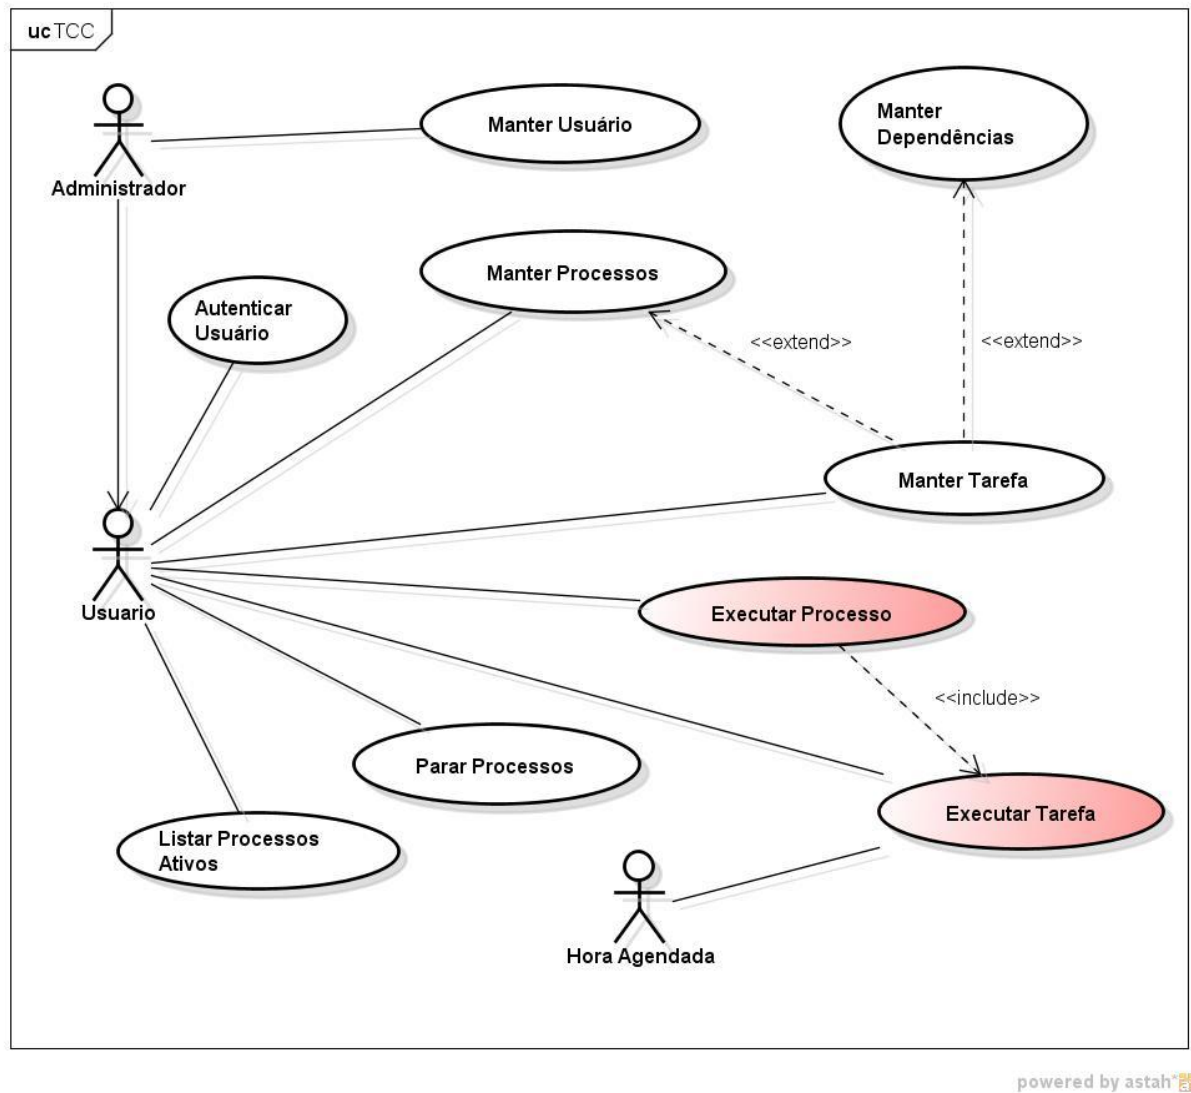 uc TCC
Manter Usuário
Manter
Dependências
Administrador
Manter Processos
Autenticar
Usuário
<<extend>>
<<extend>>
Manter Tarefa
Usuario
Executar Processo
<<include>>
Parar Processos
Executar Tarefa
Listar Processos
Ativos
Hora Agendada
powered by astah*